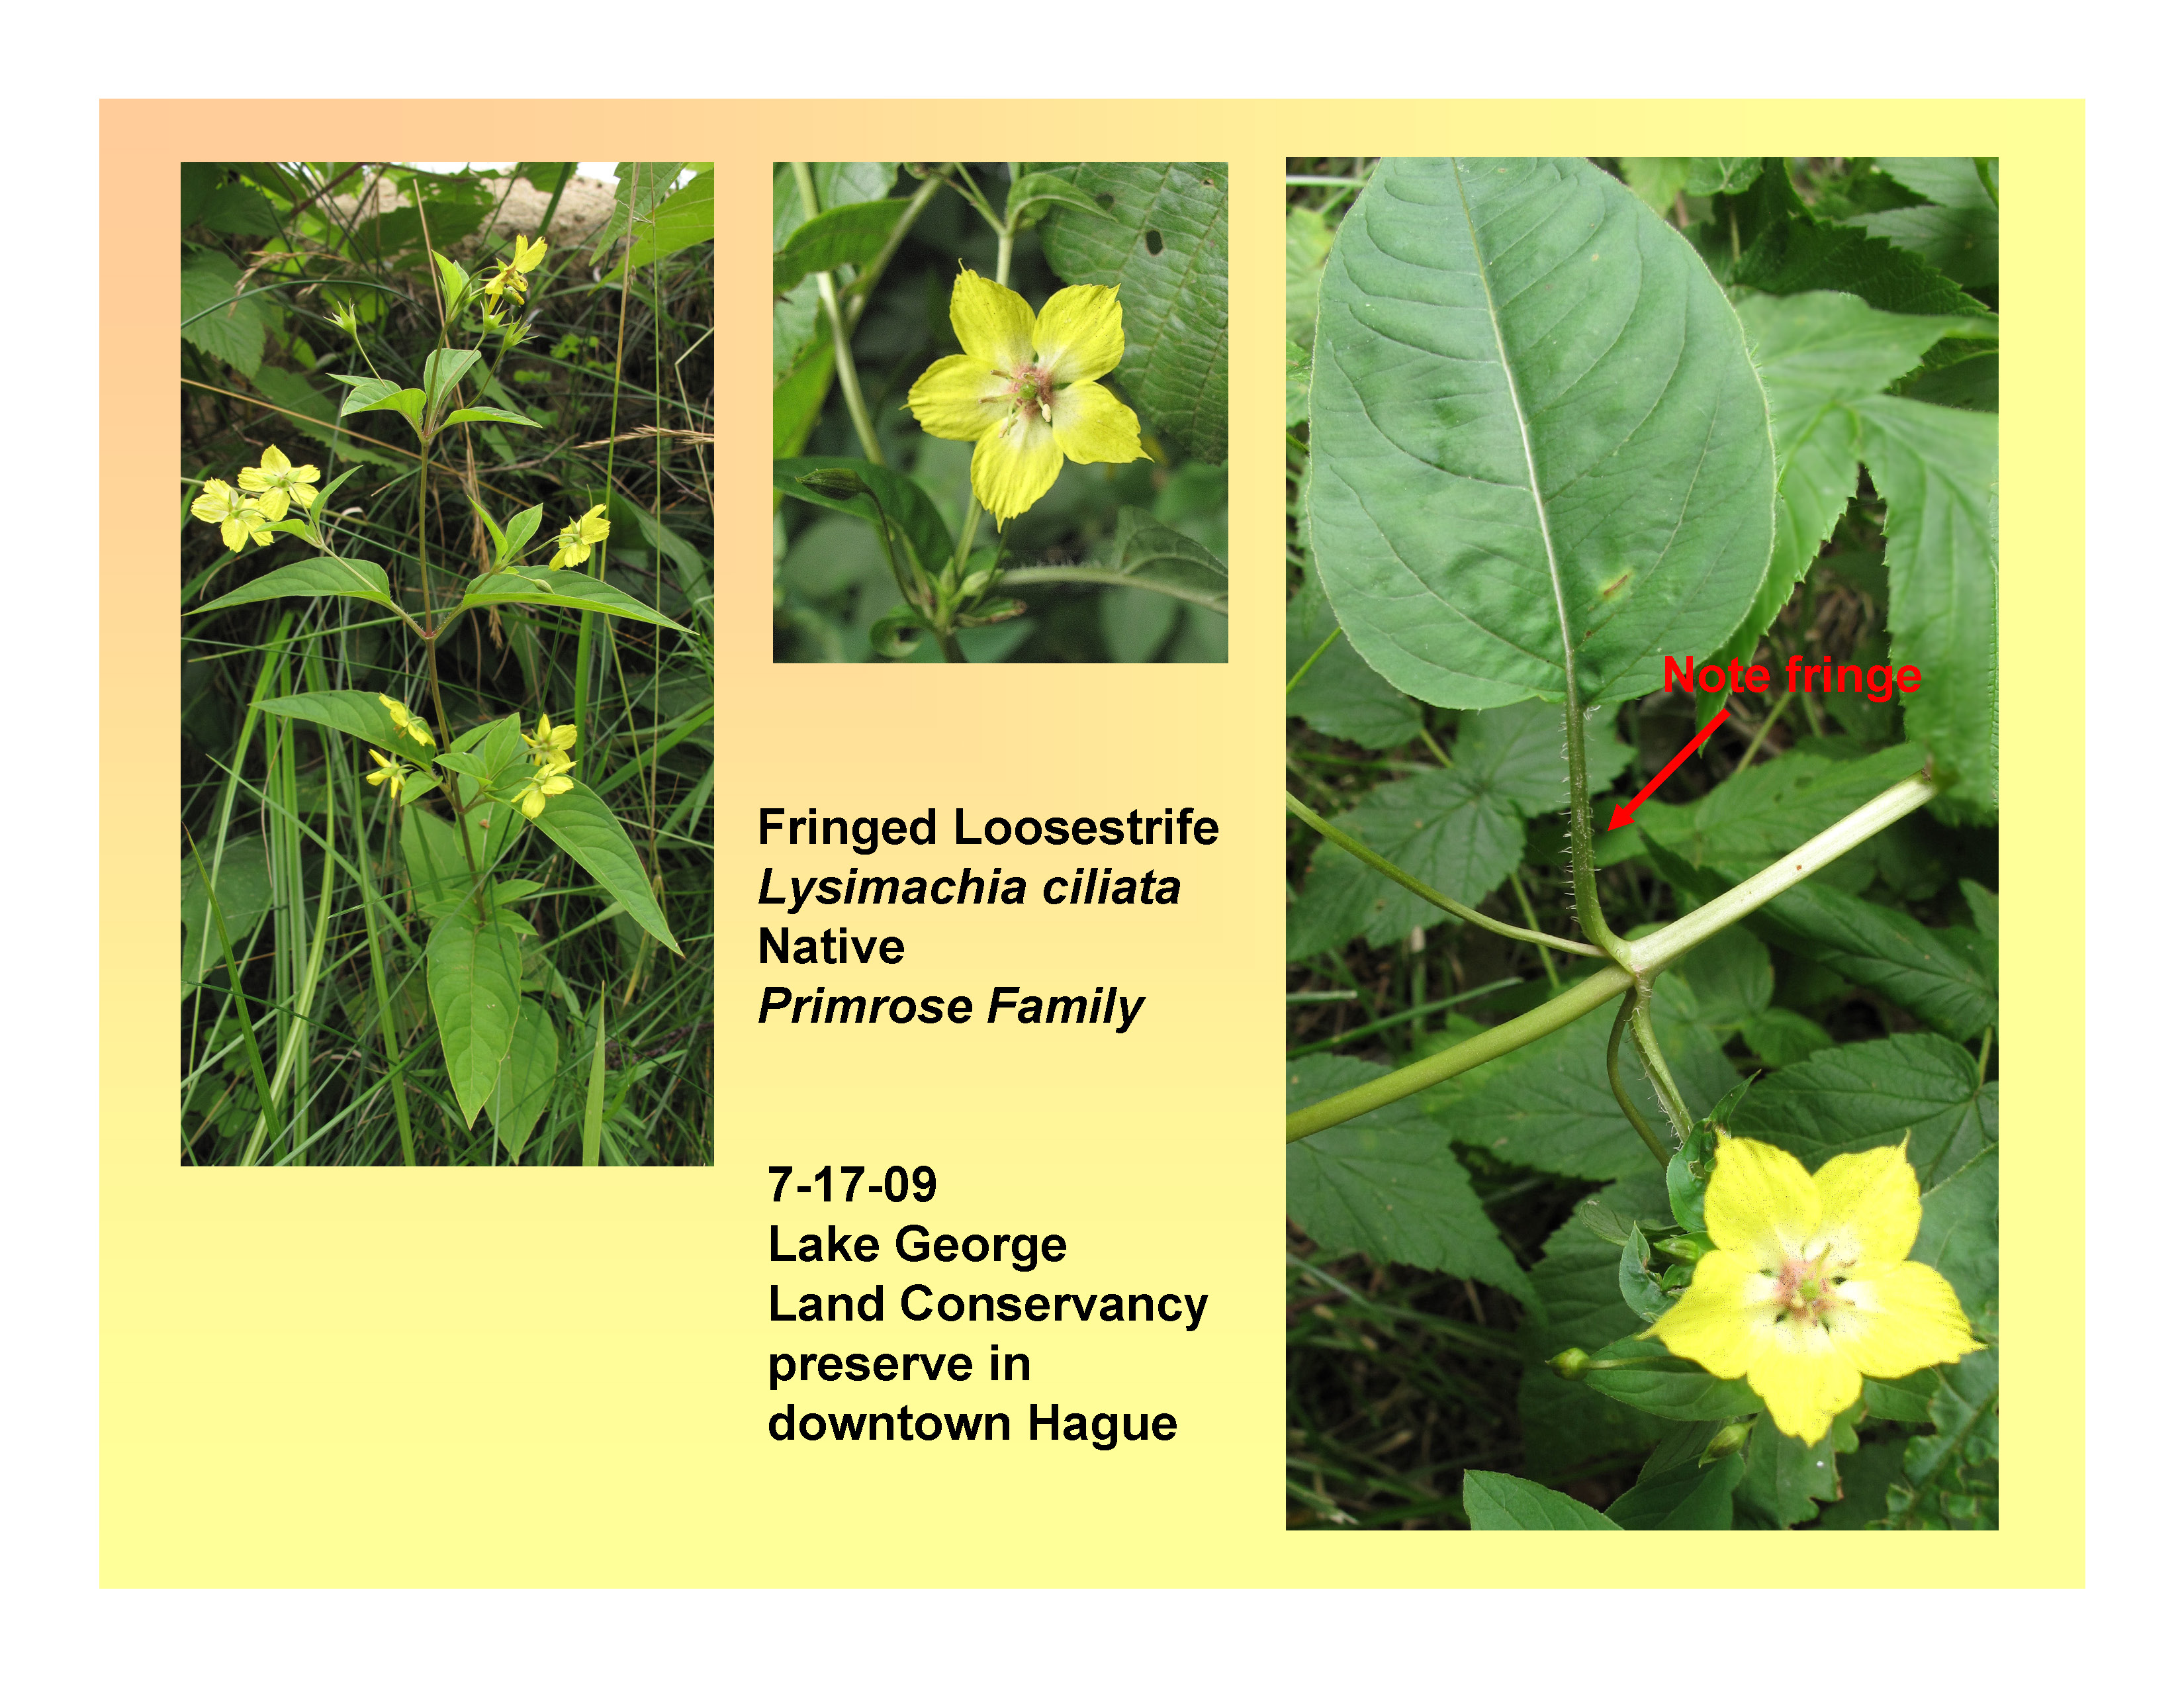 Note fringe
Fringed Loosestrife
Lysimachia ciliata
Native
Primrose Family
7-17-09
Lake George
Land Conservancy
preserve in
downtown Hague